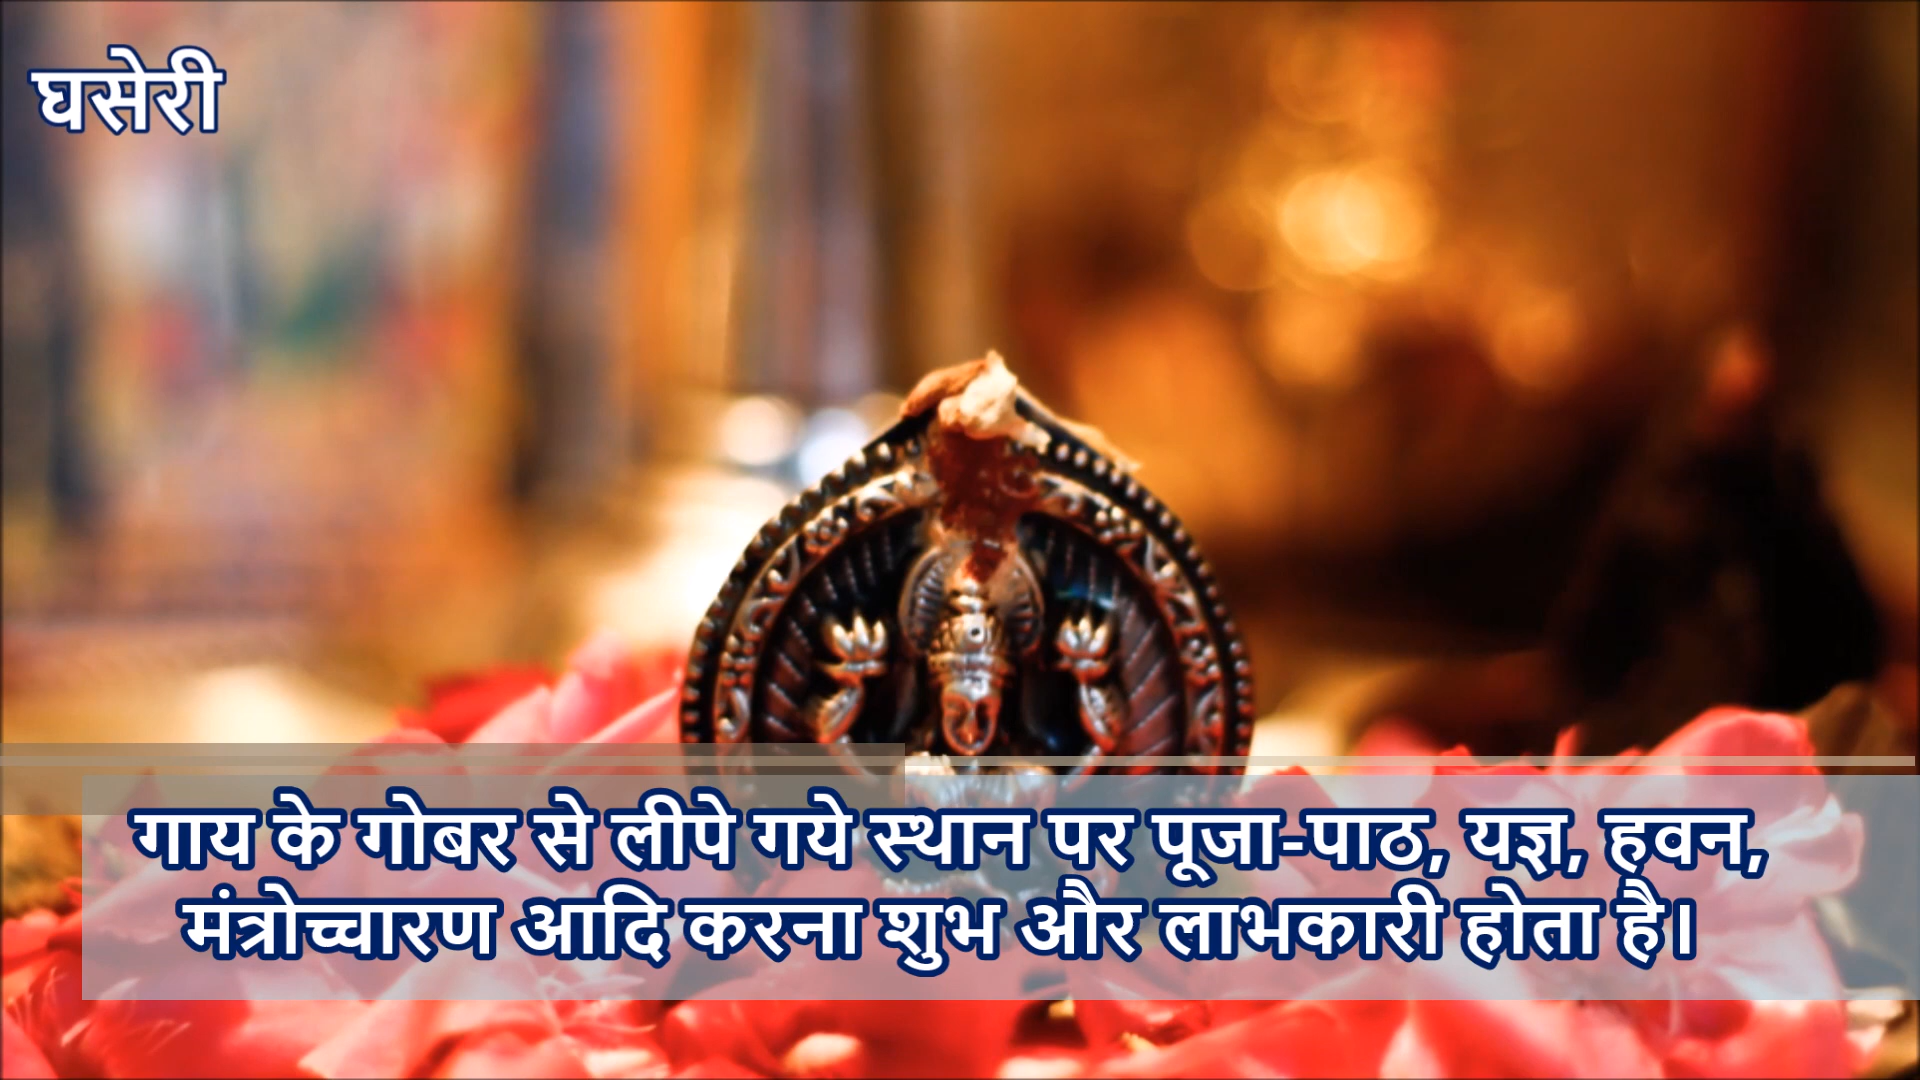 घसेरी
गाय के गोबर से लीपे गये स्थान पर पूजा-पाठ, यज्ञ, हवन,
मंत्रोच्चारण आदि करना शुभ और लाभकारी होता है।